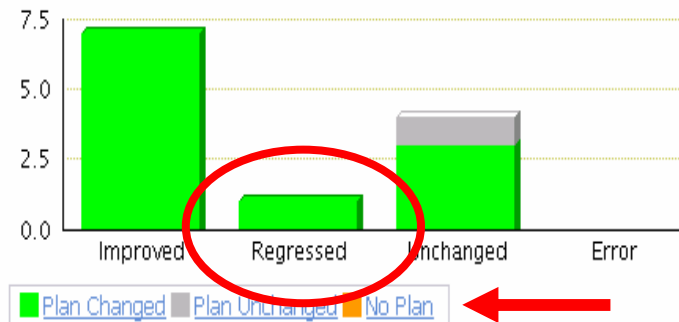 7.5
5.0
2.5
0.0
Improved Regressed Unchanged Error
Plan Changed Plan Unchanged No Plan